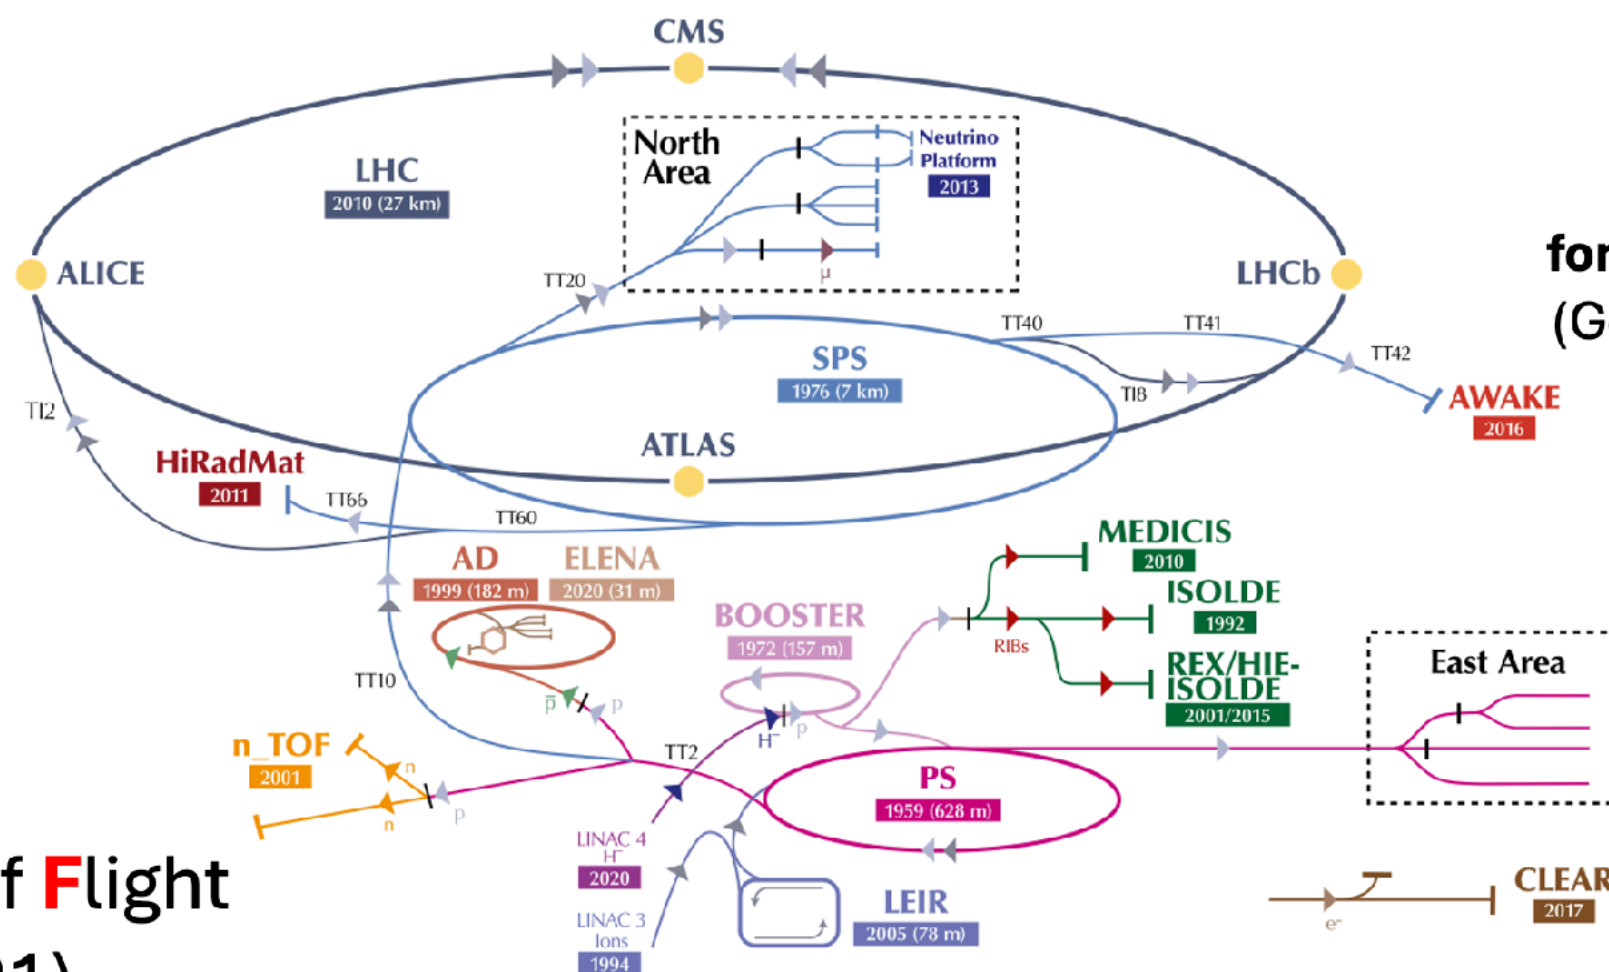 CMS
North
Area
Neutrino
Platform
2013
LHC
2010 (27 km)
μ
ALICE
LHCb
for
(G
TT20
TT40
TT41
TT42
SPS
1976 (7 km)
TI8
AWAKE
2016
TI2
ATLAS
HiRadMat
2011
TT66
TT60
MEDICIS
2010
AD
1999 (182 m)
ELENA
2020 (31 m)
ISOLDE
1992
BOOSTER
1972 (157 m)
RIBs
REX/HIE-
ISOLDE
2001/2015
East Area
TT10
p̅
p
p
H⁻
n_TOF
2001
n
n
p
TT2
PS
1959 (628 m)
LINAC 4
H⁻
2020
f Flight
LEIR
2005 (78 m)
LINAC 3
Ions
1994
CLEAR
2017
e⁻